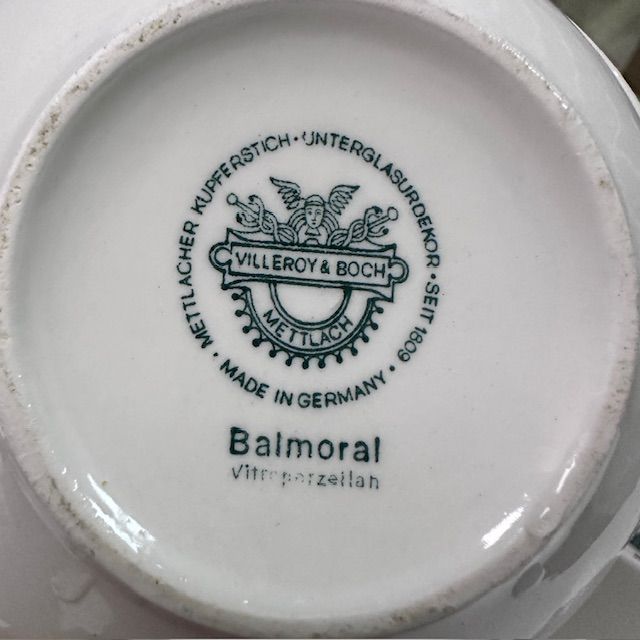 METTLACHER KUPFERSTICH · UNTERGLASURDEKOR · SEIT 1809 ·
VILLEROY & BOCH
METTLACH
MADE IN GERMANY ·
Balmoral
Vitroporzellan